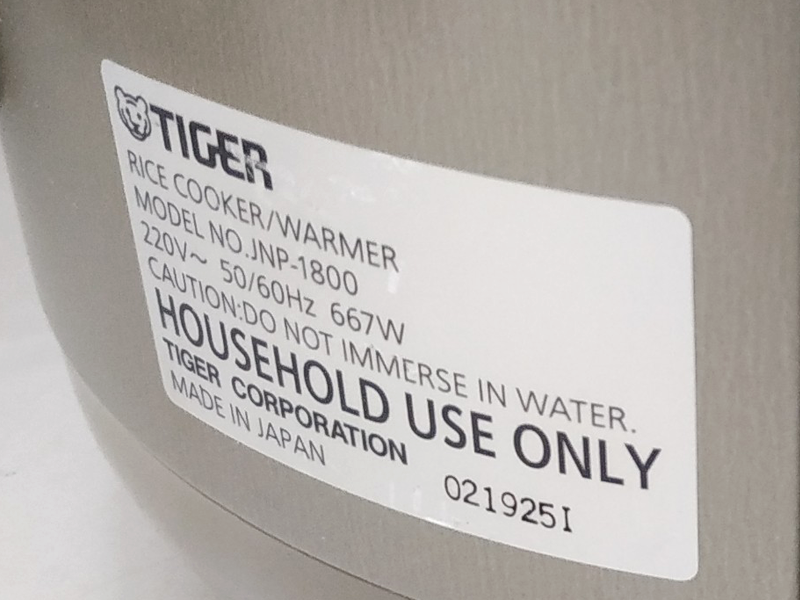 TIGER
RICE COOKER/WARMER
MODEL NO.JNP-1800
220V～ 50/60Hz 667W
CAUTION:DO NOT IMMERSE IN WATER.
HOUSEHOLD USE ONLY
TIGER CORPORATION
MADE IN JAPAN
021925I